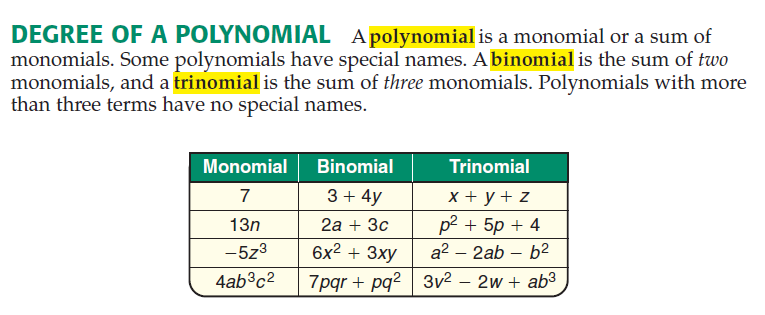 DEGREE OF A POLYNOMIAL A polynomial is a monomial or a sum of
monomials. Some polynomials have special names. A binomial is the sum of two
monomials, and a trinomial is the sum of three monomials. Polynomials with more
than three terms have no special names.
Monomial Binomial Trinomial
7 3 + 4y x + y + z
13n 2a + 3c p² + 5p + 4
−5z³ 6x² + 3xy a² − 2ab − b²
4ab³c² 7pqr + pq² 3v² − 2w + ab³